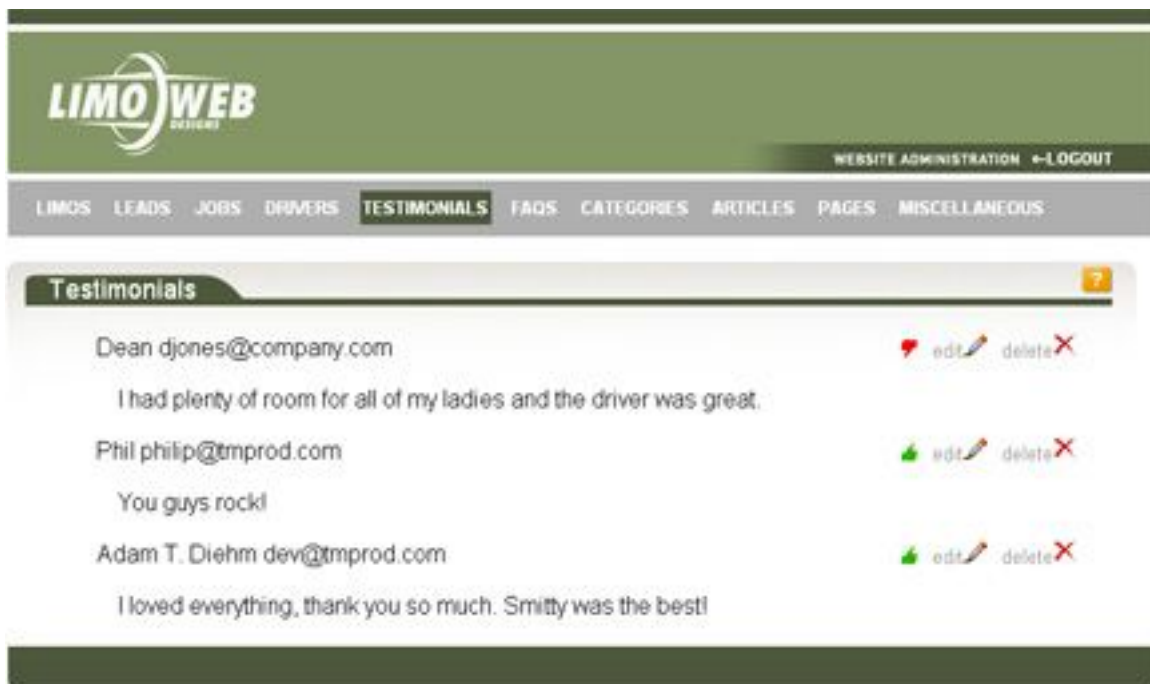 LIMO WEB
DESIGNS
WEBSITE ADMINISTRATION ←LOGOUT
LIMOS LEADS JOBS DRIVERS TESTIMONIALS FAQS CATEGORIES ARTICLES PAGES MISCELLANEOUS
Testimonials ?
Dean djones@company.com edit delete
I had plenty of room for all of my ladies and the driver was great.
Phil philip@tmprod.com edit delete
You guys rock!
Adam T. Diehm dev@tmprod.com edit delete
I loved everything, thank you so much. Smitty was the best!